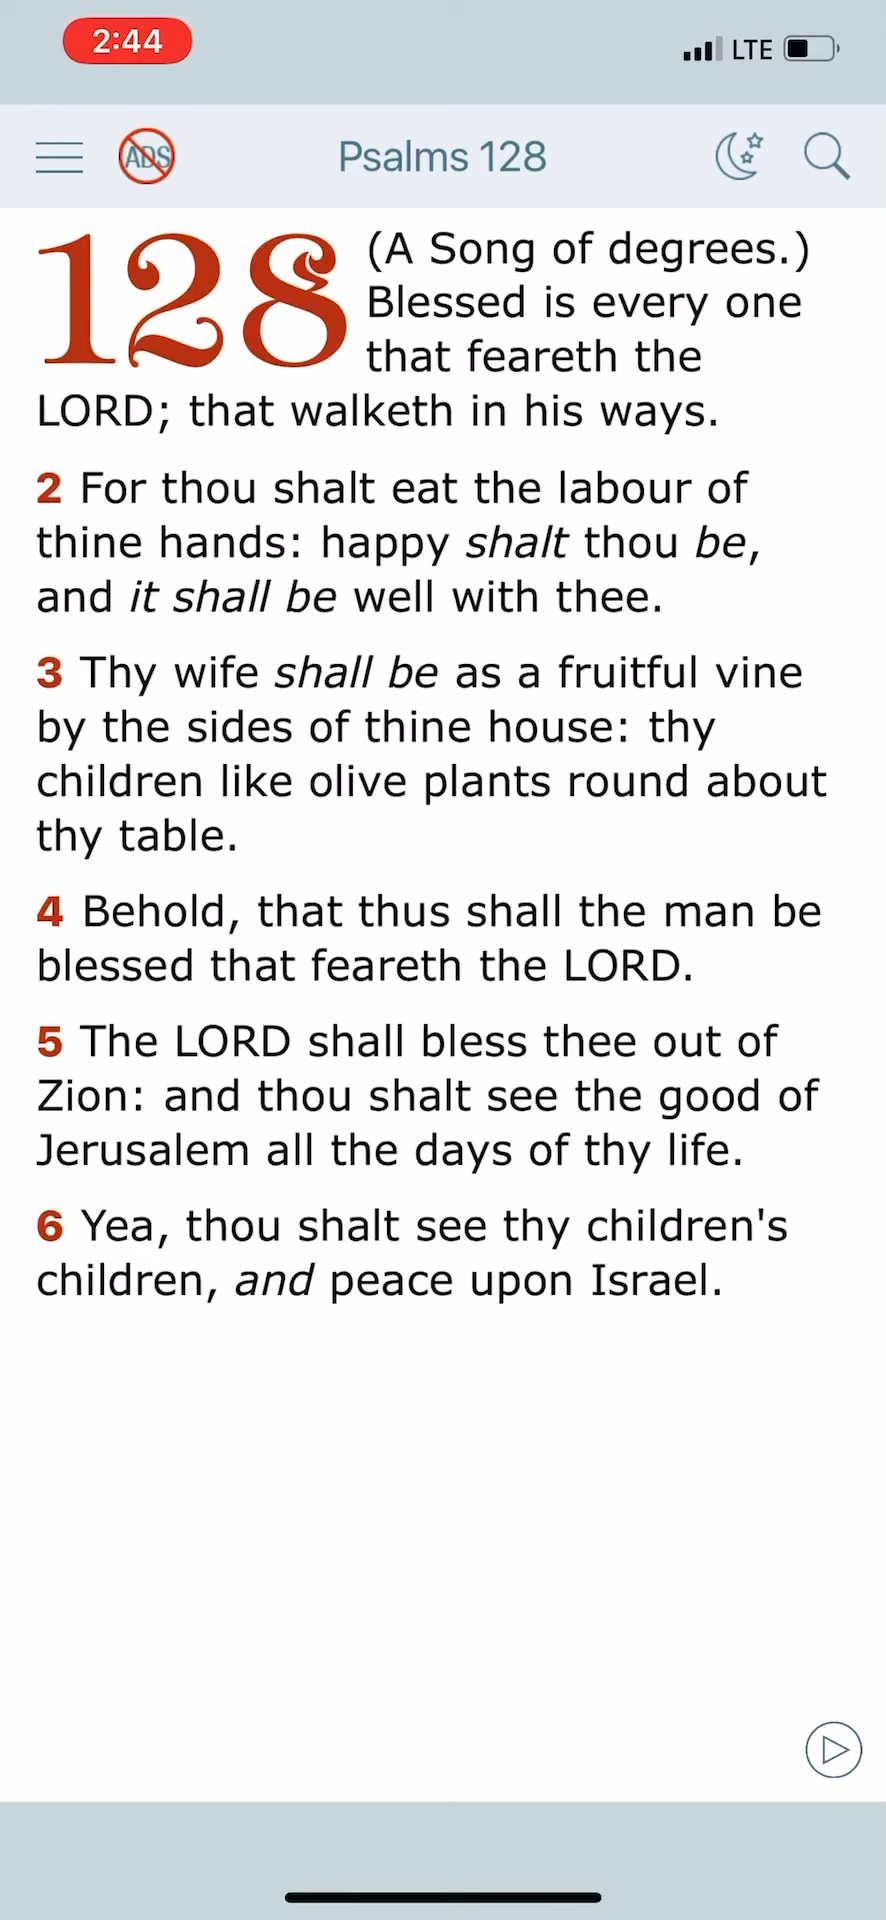 2:44
LTE
ADS
Psalms 128
128 (A Song of degrees.)
Blessed is every one
that feareth the
LORD; that walketh in his ways.
2 For thou shalt eat the labour of
thine hands: happy shalt thou be,
and it shall be well with thee.
3 Thy wife shall be as a fruitful vine
by the sides of thine house: thy
children like olive plants round about
thy table.
4 Behold, that thus shall the man be
blessed that feareth the LORD.
5 The LORD shall bless thee out of
Zion: and thou shalt see the good of
Jerusalem all the days of thy life.
6 Yea, thou shalt see thy children's
children, and peace upon Israel.